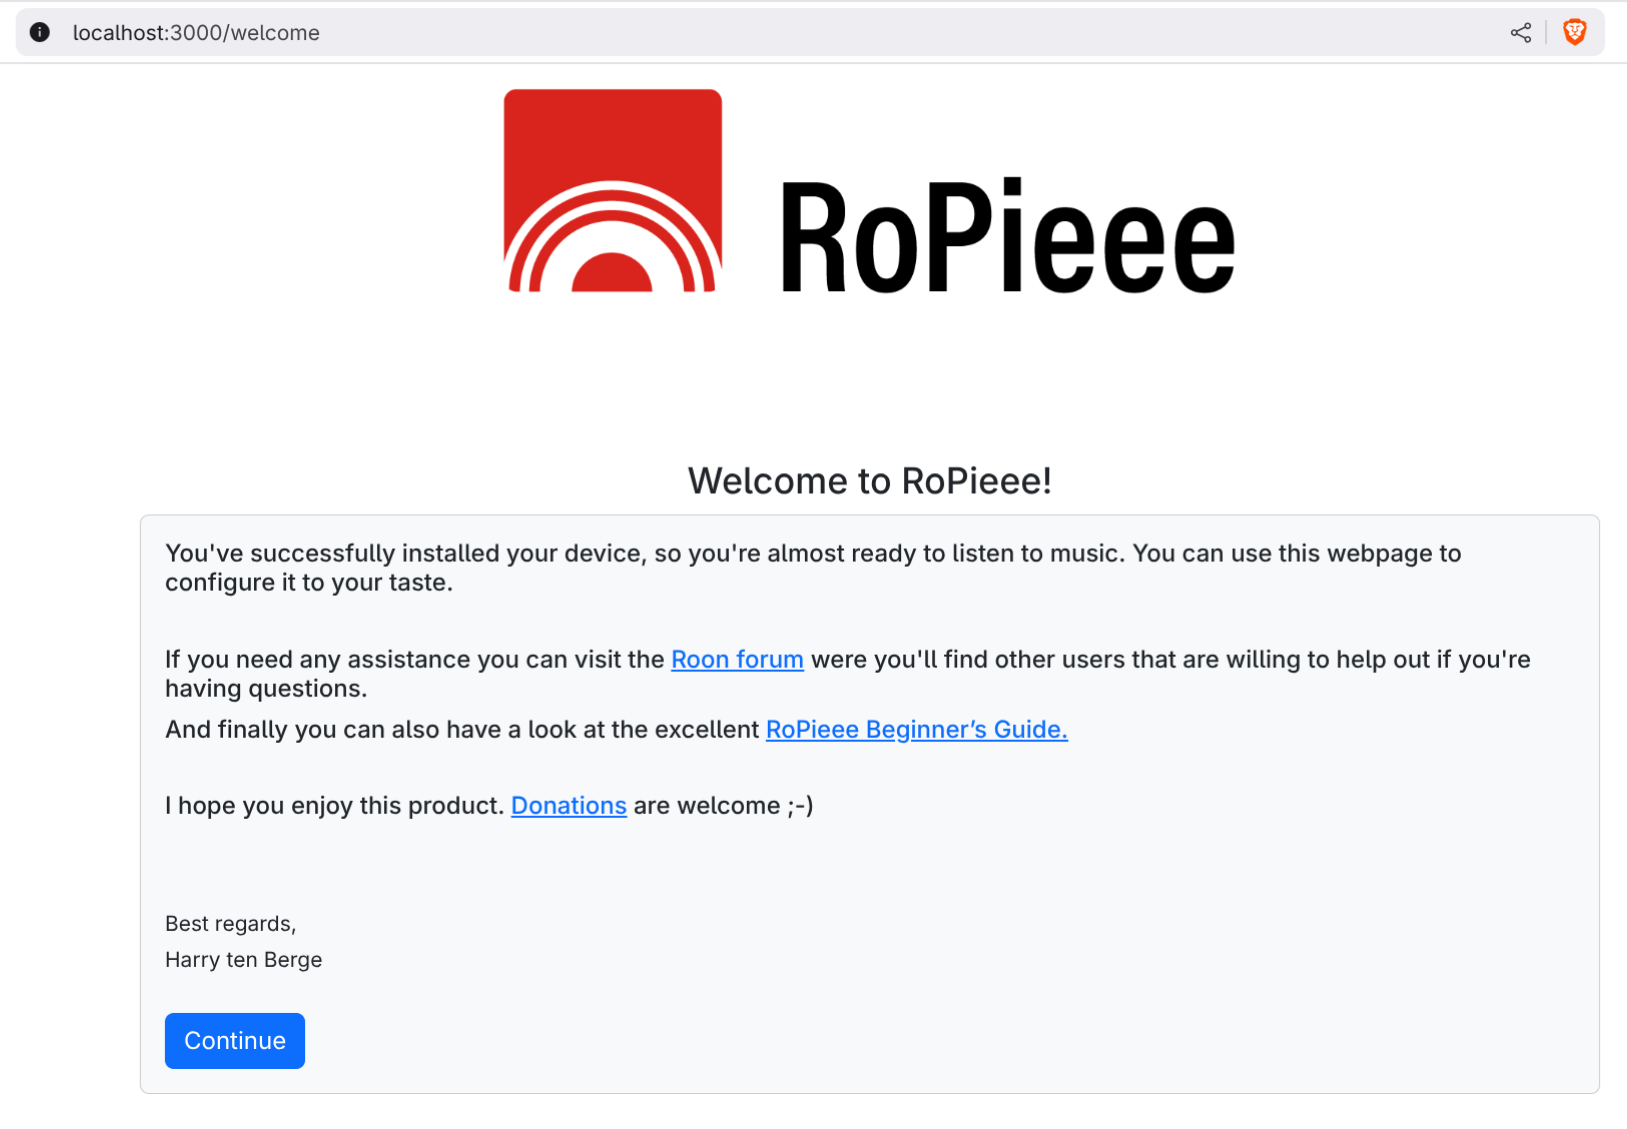 localhost:3000/welcome
RoPieee
Welcome to RoPieee!
You've successfully installed your device, so you're almost ready to listen to music. You can use this webpage to
configure it to your taste.
If you need any assistance you can visit the Roon forum were you'll find other users that are willing to help out if you're
having questions.
And finally you can also have a look at the excellent RoPieee Beginner’s Guide.
I hope you enjoy this product. Donations are welcome ;-)
Best regards,
Harry ten Berge
Continue